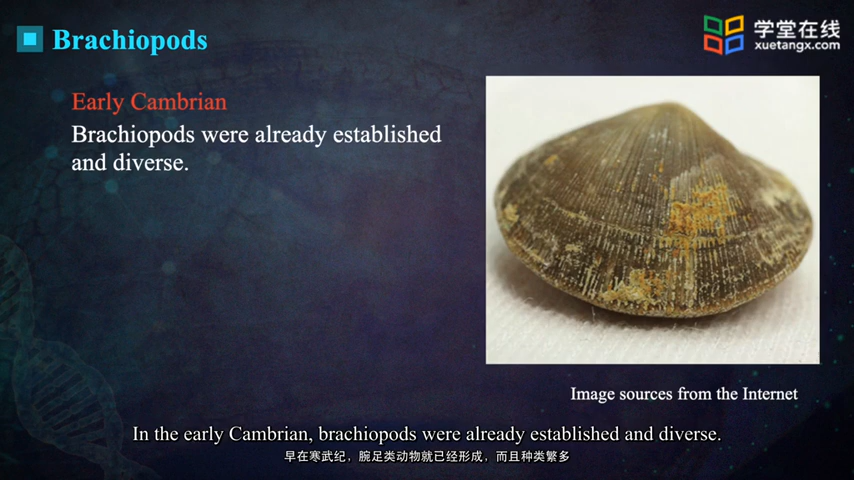 Brachiopods
学堂在线
xuetangx.com
Early Cambrian
Brachiopods were already established
and diverse.
Image sources from the Internet
In the early Cambrian, brachiopods were already established and diverse.
早在寒武纪，腕足类动物就已经形成，而且种类繁多